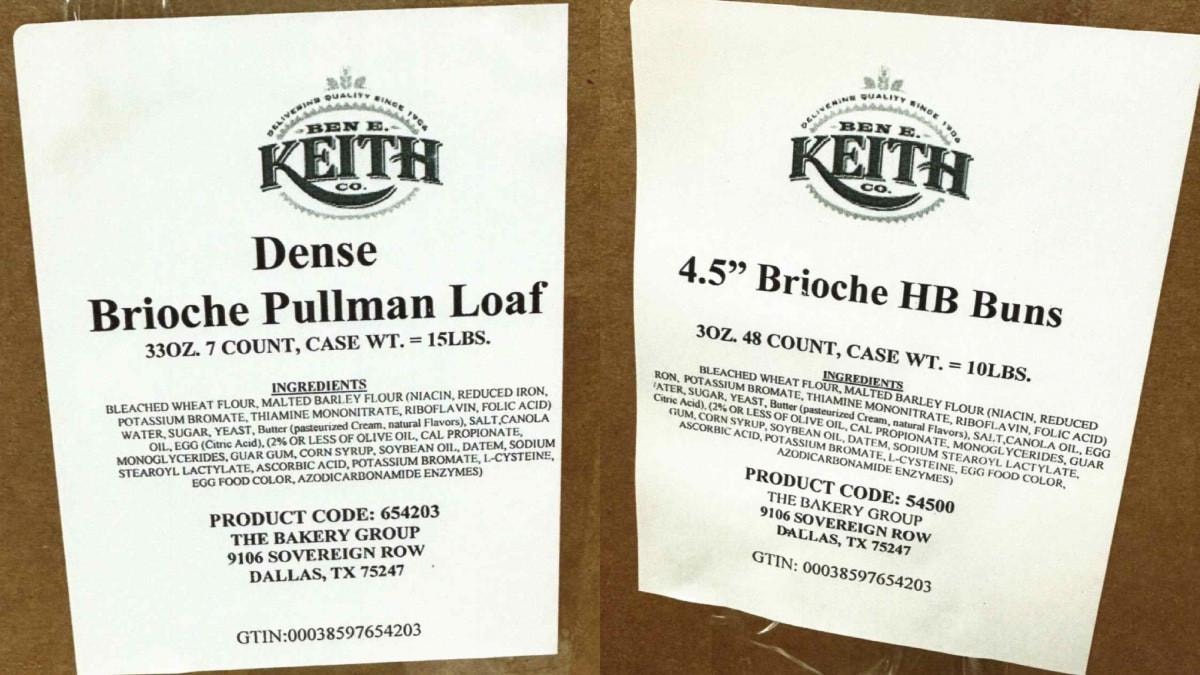 DELIVERING QUALITY SINCE 1906
BEN E.
KEITH
CO.
Dense
Brioche Pullman Loaf
33OZ. 7 COUNT, CASE WT. = 15LBS.
INGREDIENTS
BLEACHED WHEAT FLOUR, MALTED BARLEY FLOUR (NIACIN, REDUCED IRON,
POTASSIUM BROMATE, THIAMINE MONONITRATE, RIBOFLAVIN, FOLIC ACID)
WATER, SUGAR, YEAST, Butter (pasteurized Cream, natural Flavors), SALT,CANOLA
OIL, EGG (Citric Acid), (2% OR LESS OF OLIVE OIL, CAL PROPIONATE,
MONOGLYCERIDES, GUAR GUM, CORN SYRUP, SOYBEAN OIL, DATEM, SODIUM
STEAROYL LACTYLATE, ASCORBIC ACID, POTASSIUM BROMATE, L-CYSTEINE,
EGG FOOD COLOR, AZODICARBONAMIDE ENZYMES)
PRODUCT CODE: 654203
THE BAKERY GROUP
9106 SOVEREIGN ROW
DALLAS, TX 75247
GTIN:00038597654203
DELIVERING QUALITY SINCE 1906
BEN E.
KEITH
CO.
4.5” Brioche HB Buns
3OZ. 48 COUNT, CASE WT. = 10LBS.
INGREDIENTS
BLEACHED WHEAT FLOUR, MALTED BARLEY FLOUR (NIACIN, REDUCED
RON, POTASSIUM BROMATE, THIAMINE MONONITRATE, RIBOFLAVIN, FOLIC ACID)
ATER, SUGAR, YEAST, Butter (pasteurized Cream, natural Flavors), SALT,CANOLA OIL, EGG
Citric Acid), (2% OR LESS OF OLIVE OIL, CAL PROPIONATE, MONOGLYCERIDES, GUAR
GUM, CORN SYRUP, SOYBEAN OIL, DATEM, SODIUM STEAROYL LACTYLATE,
ASCORBIC ACID, POTASSIUM BROMATE, L-CYSTEINE, EGG FOOD COLOR,
AZODICARBONAMIDE ENZYMES)
PRODUCT CODE: 54500
THE BAKERY GROUP
9106 SOVEREIGN ROW
DALLAS, TX 75247
GTIN: 00038597654203